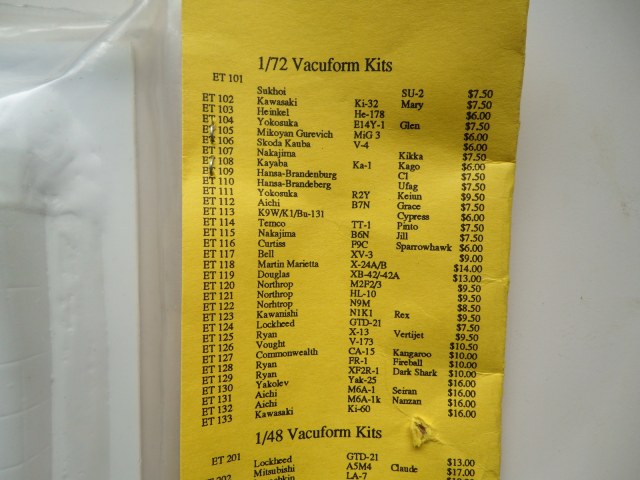 1/72 Vacuform Kits
ET 101 Sukhoi SU-2 $7.50
ET 102 Kawasaki Ki-32 Mary $7.50
ET 103 Heinkel He-178 $6.00
ET 104 Yokosuka E14Y-1 Glen $7.50
ET 105 Mikoyan Gurevich MiG 3 $6.00
ET 106 Skoda Kauba V-4 $6.00
ET 107 Nakajima Kikka $7.50
ET 108 Kayaba Ka-1 Kago $6.00
ET 109 Hansa-Brandenburg C1 $7.50
ET 110 Hansa-Brandeberg Ufag $7.50
ET 111 Yokosuka R2Y Keiun $9.50
ET 112 Aichi B7N Grace $7.50
ET 113 K9W/K1/Bu-131 Cypress $6.00
ET 114 Temco TT-1 Pinto $7.50
ET 115 Nakajima B6N Jill $7.50
ET 116 Curtiss F9C Sparrowhawk $6.00
ET 117 Bell XV-3 $9.00
ET 118 Martin Marietta X-24A/B $14.00
ET 119 Douglas XB-42/-42A $13.00
ET 120 Northrop M2F2/3 $9.50
ET 121 Northrop HL-10 $9.50
ET 122 Norhtrop N9M $8.50
ET 123 Kawanishi N1K1 Rex $9.50
ET 124 Lockheed GTD-21 $7.50
ET 125 Ryan X-13 Vertijet $9.50
ET 126 Vought V-173 $10.50
ET 127 Commonwealth CA-15 Kangaroo $10.00
ET 128 Ryan FR-1 Fireball $10.00
ET 129 Ryan XF2R-1 Dark Shark $10.00
ET 130 Yakolev Yak-25 $16.00
ET 131 Aichi M6A-1 Seiran $16.00
ET 132 Aichi M6A-1k Nanzan $16.00
ET 133 Kawasaki Ki-60 $16.00
1/48 Vacuform Kits
ET 201 Lockheed GTD-21 $13.00
Mitsubishi A5M4 Claude $17.00
LA-7